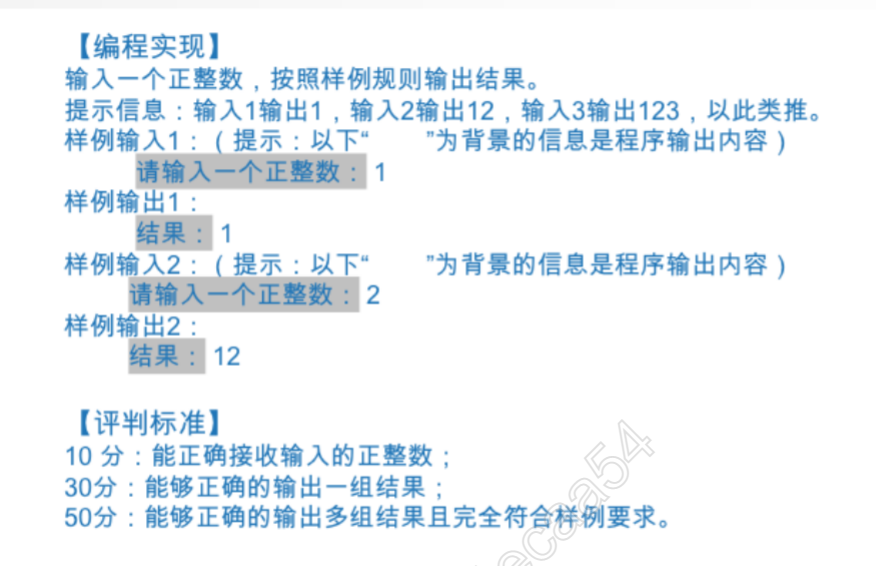 【编程实现】
输入一个正整数，按照样例规则输出结果。
提示信息：输入1输出1，输入2输出12，输入3输出123，以此类推。
样例输入1：（提示：以下“　　”为背景的信息是程序输出内容）
请输入一个正整数： 1
样例输出1：
结果： 1
样例输入2：（提示：以下“　　”为背景的信息是程序输出内容）
请输入一个正整数： 2
样例输出2：
结果： 12
【评判标准】
10 分：能正确接收输入的正整数；
30分：能够正确的输出一组结果；
50分：能够正确的输出多组结果且完全符合样例要求。
ecaa54